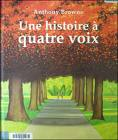 Anthony Browne
Une histoire à
quatre voix